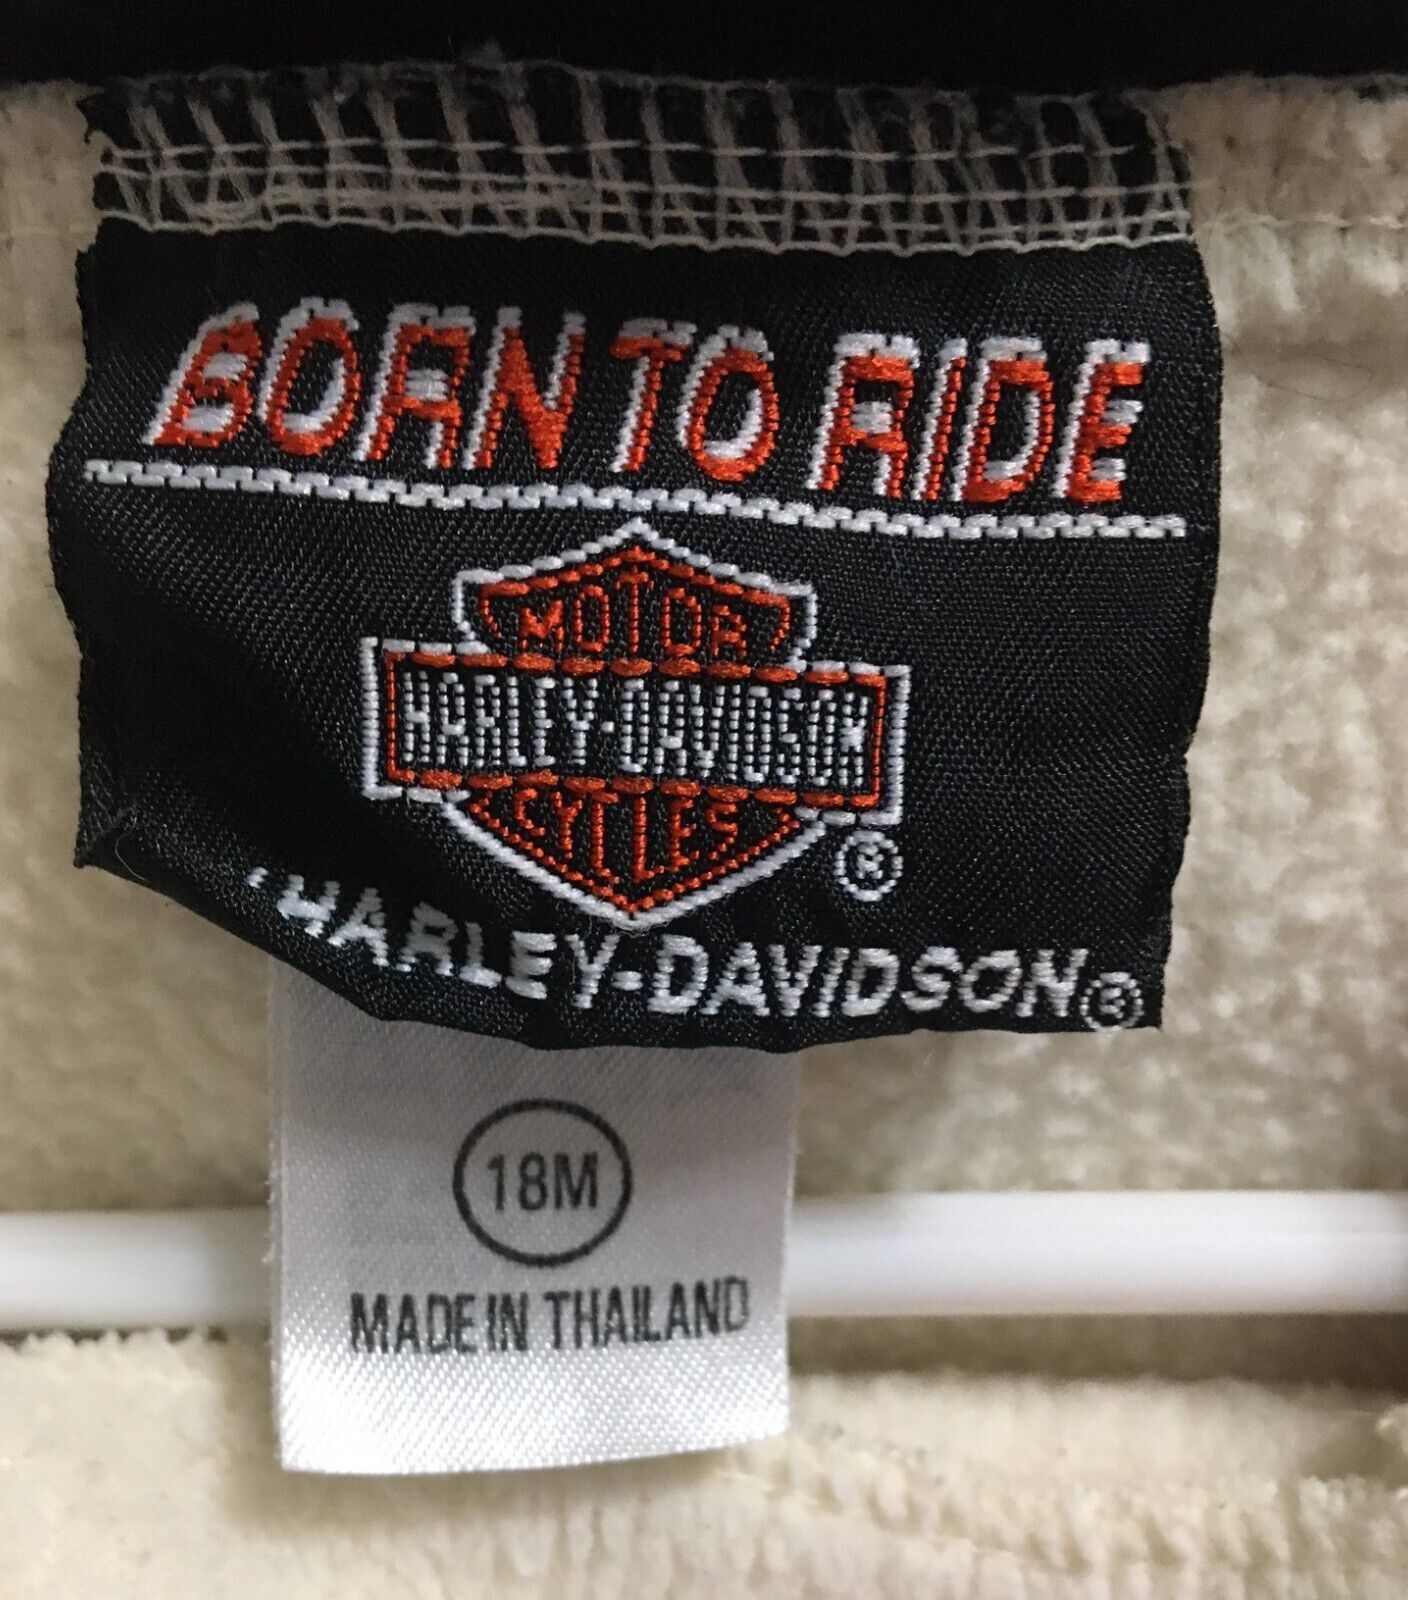 BORN TO RIDE
MOTOR
HARLEY-DAVIDSON
CYCLES
®
HARLEY-DAVIDSON®
18M
MADE IN THAILAND